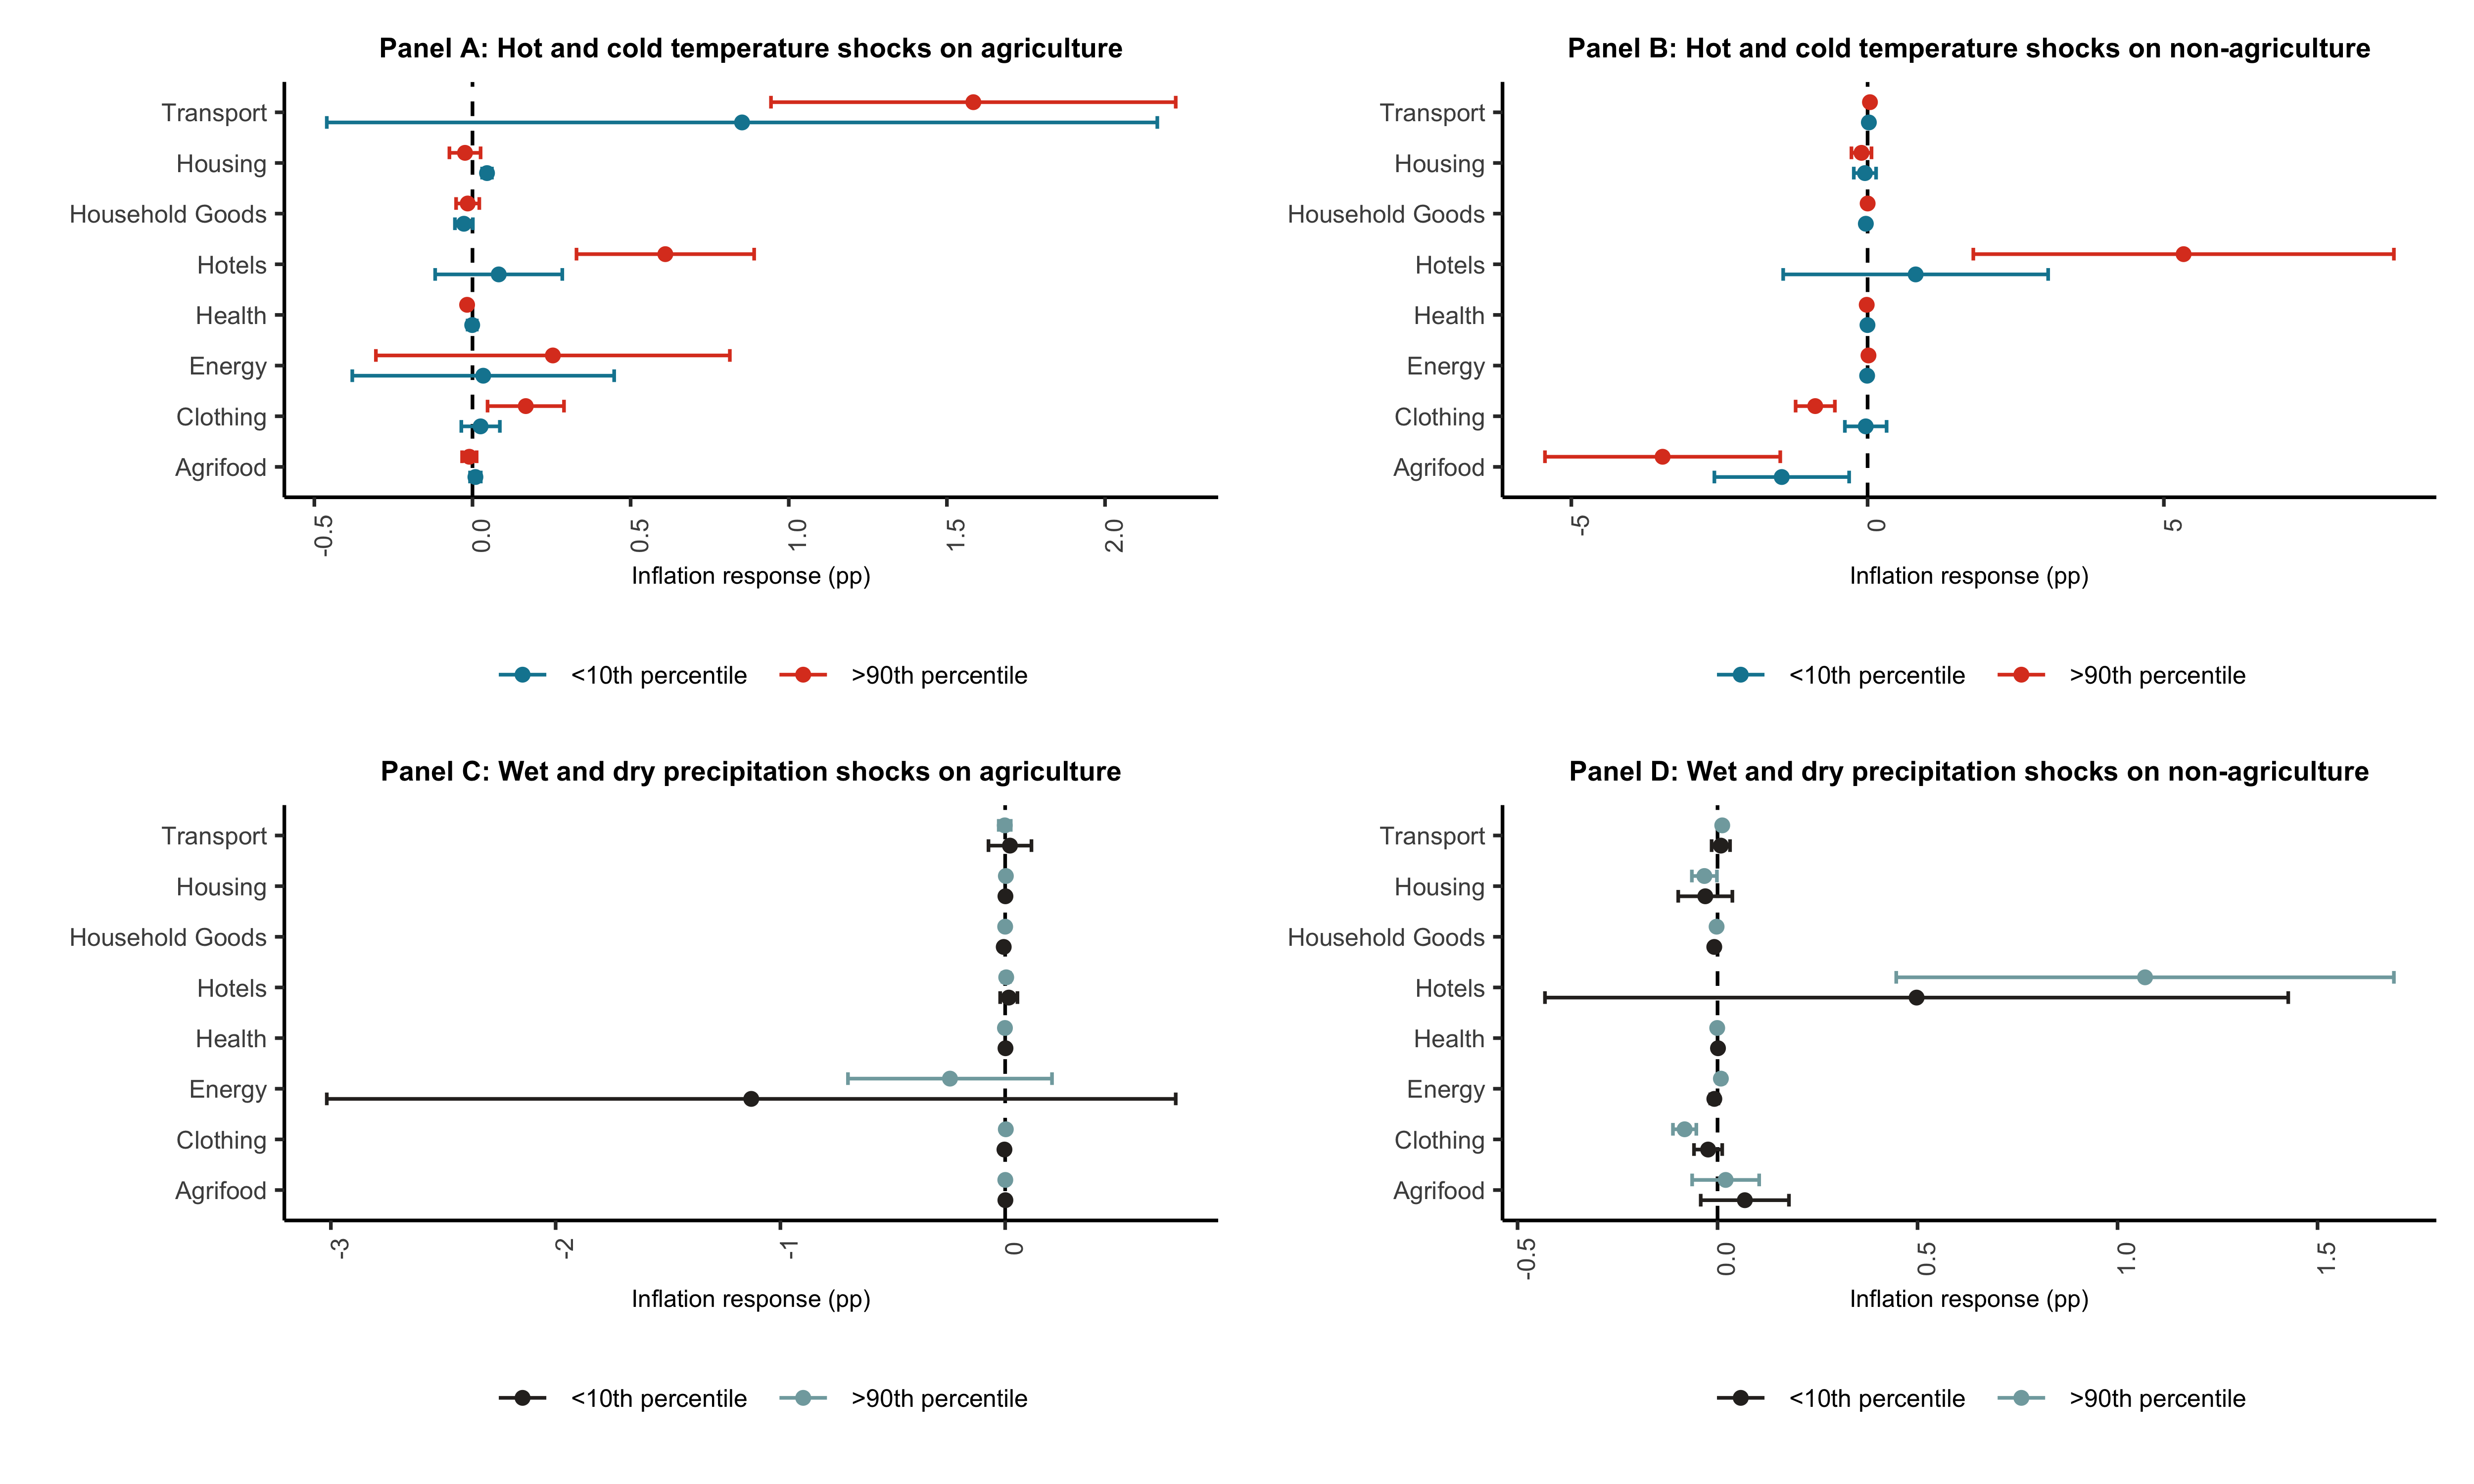 Panel A: Hot and cold temperature shocks on agriculture
Transport
Housing
Household Goods
Hotels
Health
Energy
Clothing
Agrifood
-0.5 0.0 0.5 1.0 1.5 2.0
Inflation response (pp)
<10th percentile >90th percentile
Panel B: Hot and cold temperature shocks on non-agriculture
Transport
Housing
Household Goods
Hotels
Health
Energy
Clothing
Agrifood
-5 0 5
Inflation response (pp)
<10th percentile >90th percentile
Panel C: Wet and dry precipitation shocks on agriculture
Transport
Housing
Household Goods
Hotels
Health
Energy
Clothing
Agrifood
-3 -2 -1 0
Inflation response (pp)
<10th percentile >90th percentile
Panel D: Wet and dry precipitation shocks on non-agriculture
Transport
Housing
Household Goods
Hotels
Health
Energy
Clothing
Agrifood
-0.5 0.0 0.5 1.0 1.5
Inflation response (pp)
<10th percentile >90th percentile